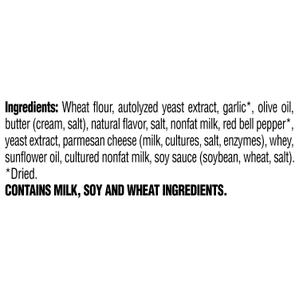 Ingredients: Wheat flour, autolyzed yeast extract, garlic*, olive oil,
butter (cream, salt), natural flavor, salt, nonfat milk, red bell pepper*,
yeast extract, parmesan cheese (milk, cultures, salt, enzymes), whey,
sunflower oil, cultured nonfat milk, soy sauce (soybean, wheat, salt).
*Dried.
CONTAINS MILK, SOY AND WHEAT INGREDIENTS.